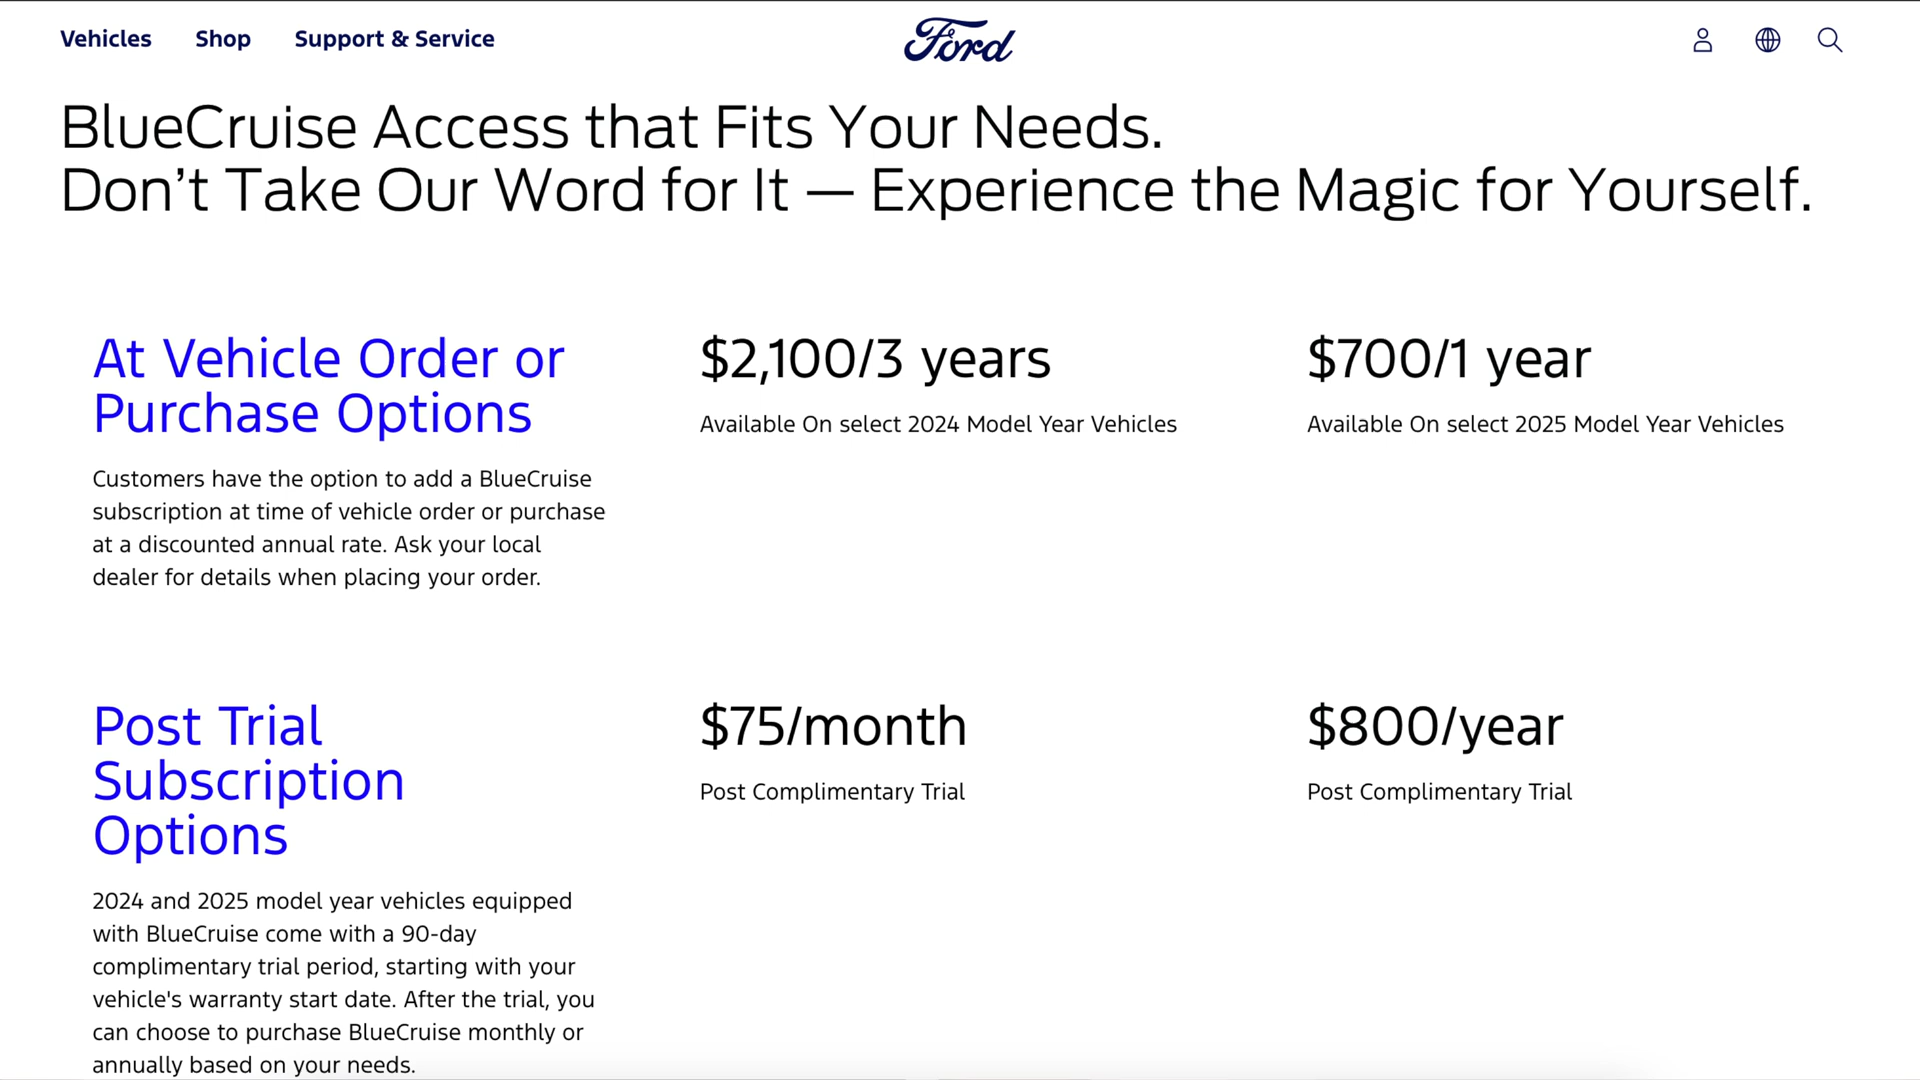 Vehicles Shop Support & Service Ford
BlueCruise Access that Fits Your Needs.
Don’t Take Our Word for It — Experience the Magic for Yourself.
At Vehicle Order or
Purchase Options
Customers have the option to add a BlueCruise
subscription at time of vehicle order or purchase
at a discounted annual rate. Ask your local
dealer for details when placing your order.
$2,100/3 years
Available On select 2024 Model Year Vehicles
$700/1 year
Available On select 2025 Model Year Vehicles
Post Trial
Subscription
Options
2024 and 2025 model year vehicles equipped
with BlueCruise come with a 90-day
complimentary trial period, starting with your
vehicle's warranty start date. After the trial, you
can choose to purchase BlueCruise monthly or
annually based on your needs.
$75/month
Post Complimentary Trial
$800/year
Post Complimentary Trial